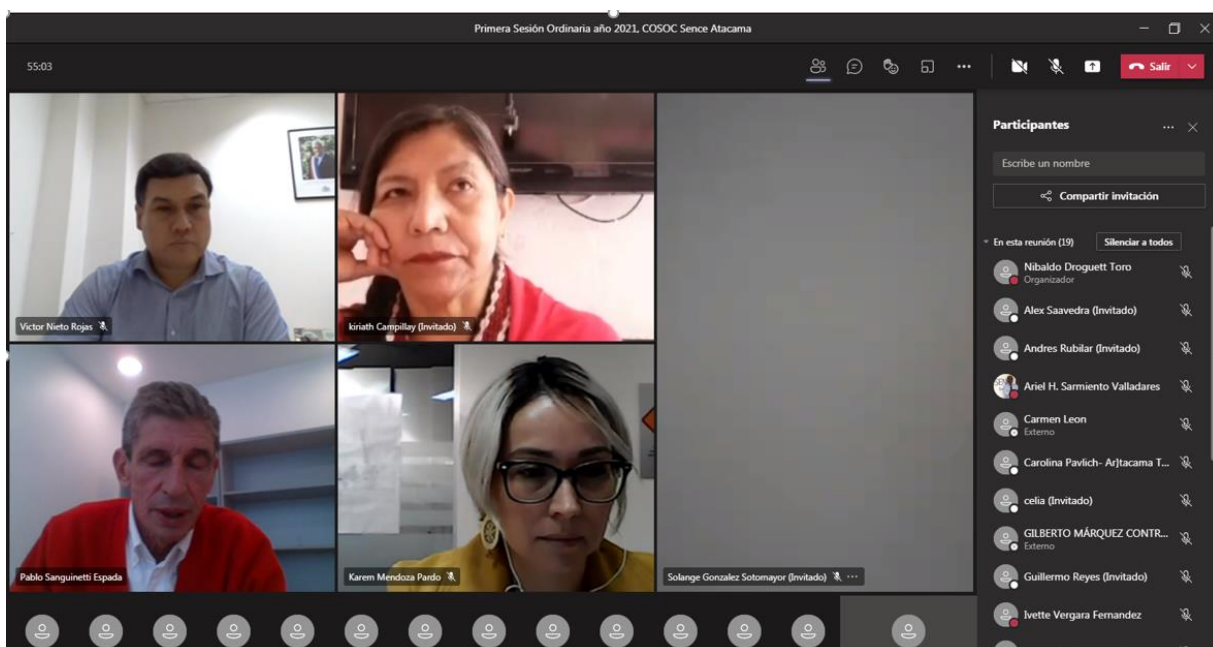 Primera Sesión Ordinaria año 2021, COSOC Sence Atacama
55:03
Salir
Victor Nieto Rojas
kiriath Campillay (Invitado)
Pablo Sanguinetti Espada
Karem Mendoza Pardo
Solange Gonzalez Sotomayor (Invitado)
Participantes
Escribe un nombre
Compartir invitación
En esta reunión (19) Silenciar a todos
Nibaldo Droguett Toro
Organizador
Alex Saavedra (Invitado)
Andres Rubilar (Invitado)
Ariel H. Sarmiento Valladares
Carmen Leon
Externo
Carolina Pavlich- Ar]tacama T...
celia (Invitado)
GILBERTO MÁRQUEZ CONTR...
Externo
Guillermo Reyes (Invitado)
Ivette Vergara Fernandez